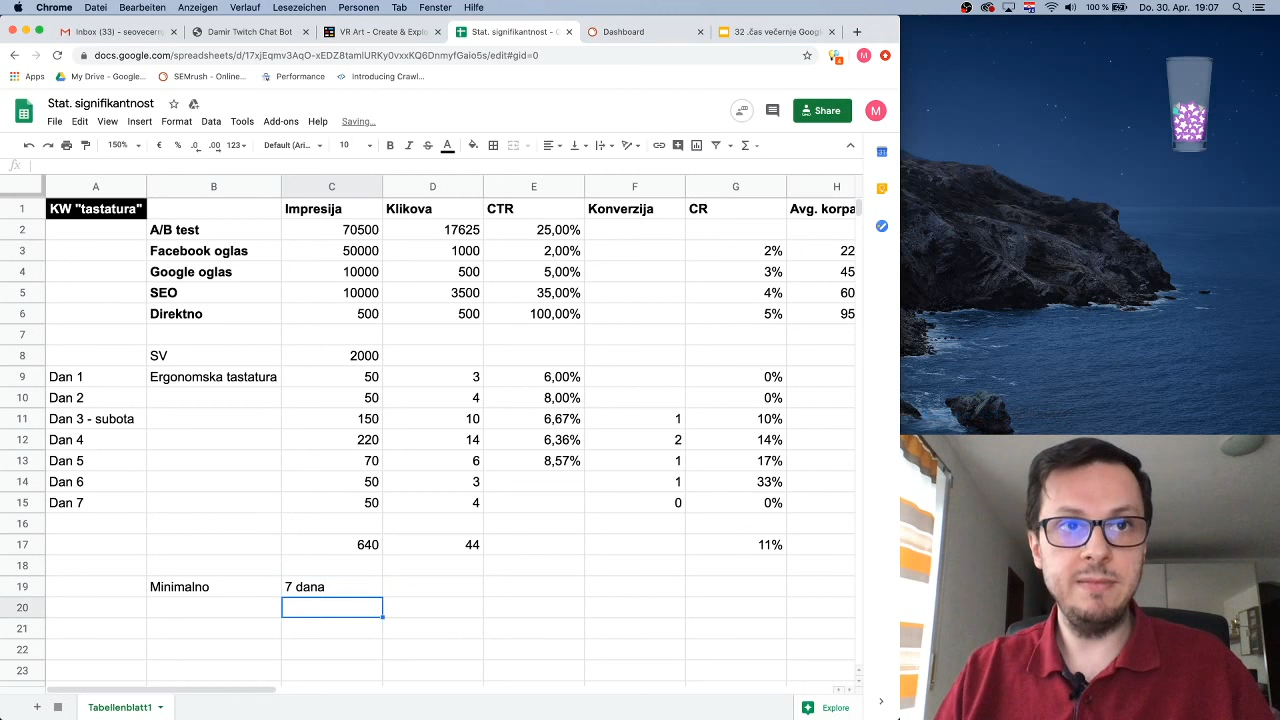 Chrome Datei Bearbeiten Anzeigen Verlauf Lesezeichen Personen Tab Fenster Hilfe 100 % Do. 30. Apr. 19:07
Inbox (33) - seovecerns Damir Twitch Chat Bot VR Art - Create & Explo Stat. signifikantnost - G Dashboard 32 .čas večernje Googl
docs.google.com/spreadsheets/d/17xjEqmv3AqO-xEDZ8tamlURKy0vxxKQ6DnmyfGaio5s/edit#gid=0
Apps My Drive - Google... SEMrush - Online... Performance Introducing Crawl...
Stat. signifikantnost
Share
M
File Edit View Insert Format Data Tools Add-ons Help Saving...
150% € % .0 .00 123 Default (Ari... 10 B I S A
fx
A B C D E F G H
1 KW "tastatura" Impresija Klikova CTR Konverzija CR Avg. korpa
2 A/B test 70500 17625 25,00%
3 Facebook oglas 50000 1000 2,00% 2% 22
4 Google oglas 10000 500 5,00% 3% 45
5 SEO 10000 3500 35,00% 4% 60
6 Direktno 500 500 100,00% 5% 95
7
8 SV 2000
9 Dan 1 Ergonomska tastatura 50 3 6,00% 0%
10 Dan 2 50 4 8,00% 0%
11 Dan 3 - subota 150 10 6,67% 1 10%
12 Dan 4 220 14 6,36% 2 14%
13 Dan 5 70 6 8,57% 1 17%
14 Dan 6 50 3 1 33%
15 Dan 7 50 4 0 0%
16
17 640 44 11%
18
19 Minimalno 7 dana
20
21
22
23
Tabellenblatt1
Explore